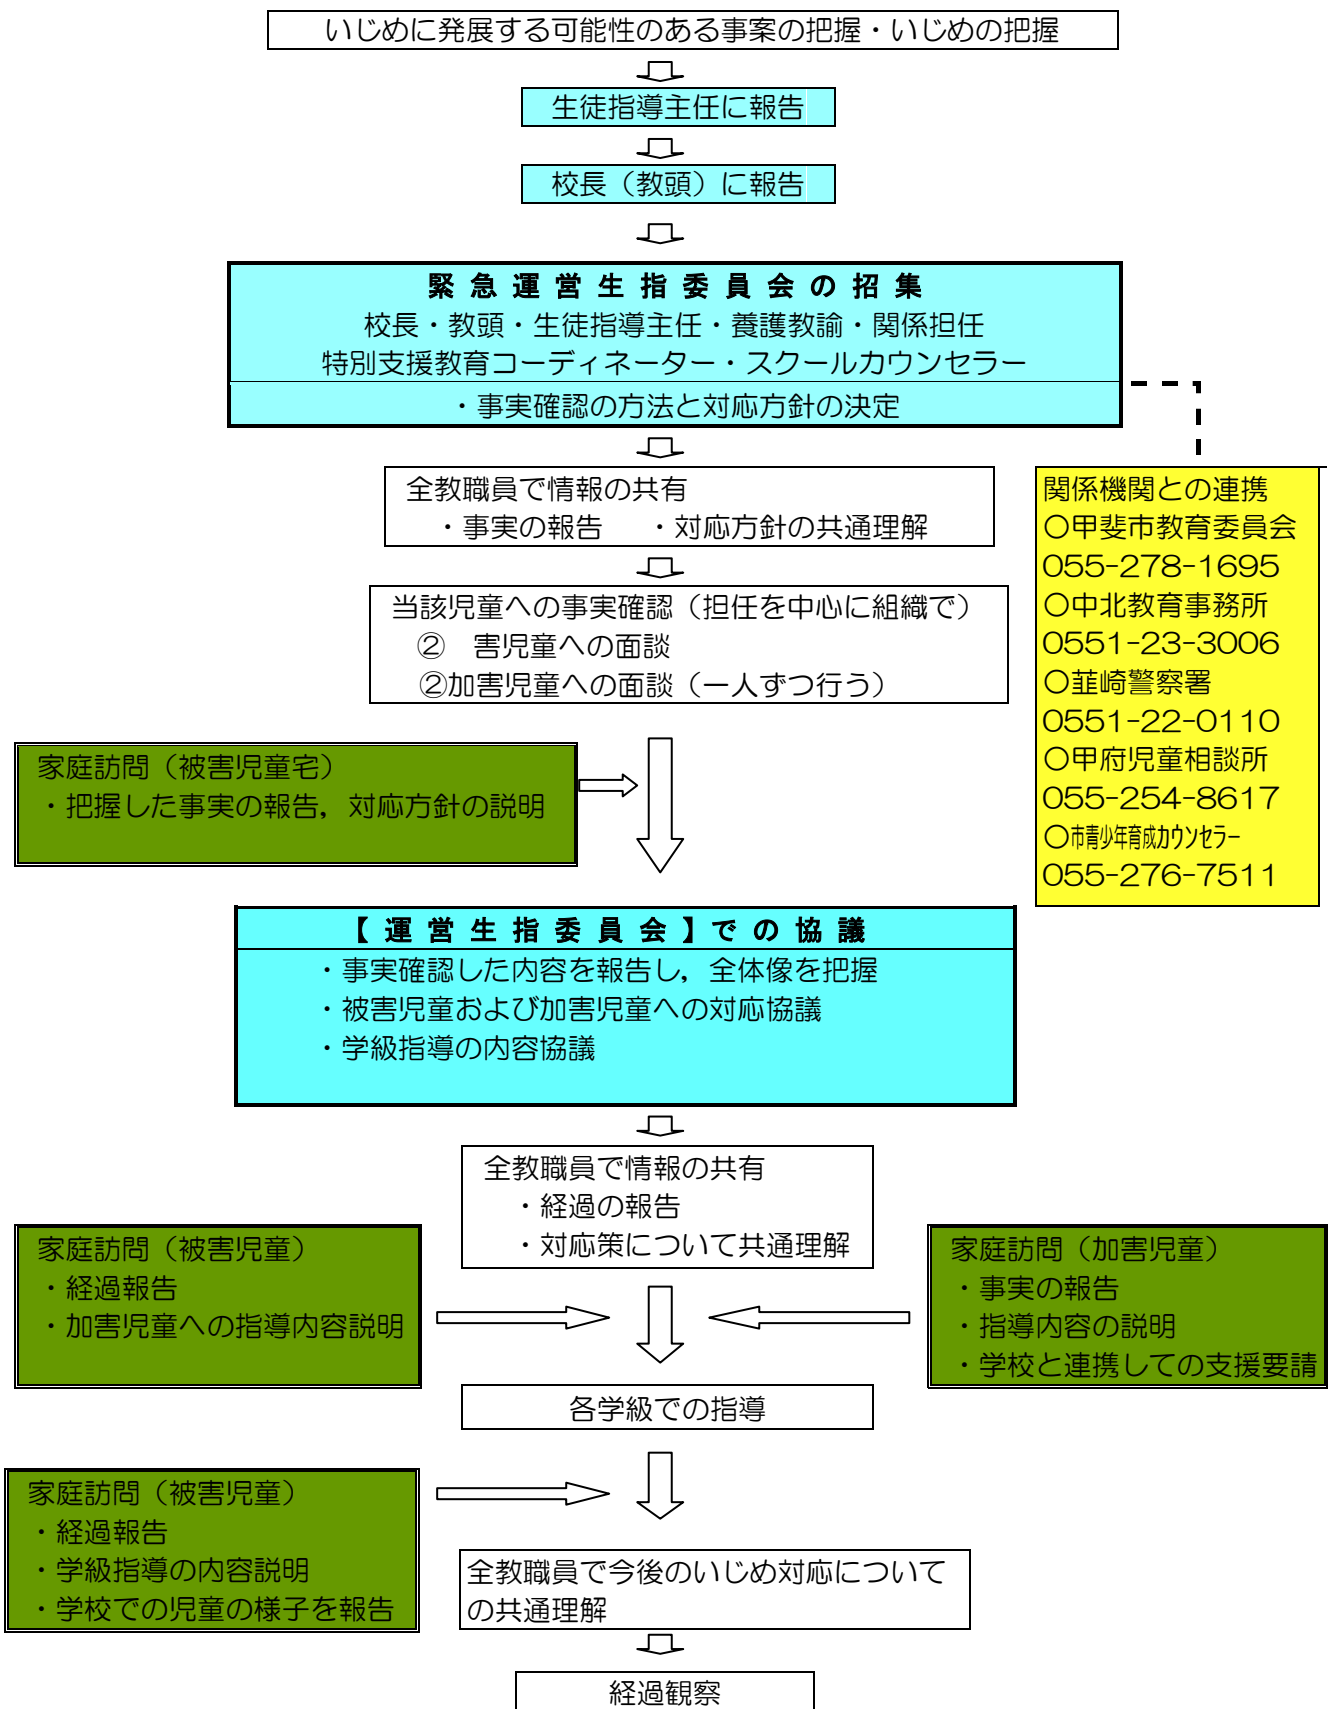 いじめに発展する可能性のある事案の把握・いじめの把握
生徒指導主任に報告
校長（教頭）に報告
緊急運営生指委員会の招集
校長・教頭・生徒指導主任・養護教諭・関係担任
特別支援教育コーディネーター・スクールカウンセラー
・事実確認の方法と対応方針の決定
全教職員で情報の共有
・事実の報告　・対応方針の共通理解
関係機関との連携
○甲斐市教育委員会
055-278-1695
○中北教育事務所
0551-23-3006
○韮崎警察署
0551-22-0110
○甲府児童相談所
055-254-8617
○市青少年育成カウンセラー
055-276-7511
当該児童への事実確認（担任を中心に組織で）
②　害児童への面談
②加害児童への面談（一人ずつ行う）
家庭訪問（被害児童宅）
・把握した事実の報告，対応方針の説明
【運営生指委員会】での協議
・事実確認した内容を報告し，全体像を把握
・被害児童および加害児童への対応協議
・学級指導の内容協議
全教職員で情報の共有
・経過の報告
・対応策について共通理解
家庭訪問（被害児童）
・経過報告
・加害児童への指導内容説明
家庭訪問（加害児童）
・事実の報告
・指導内容の説明
・学校と連携しての支援要請
各学級での指導
家庭訪問（被害児童）
・経過報告
・学級指導の内容説明
・学校での児童の様子を報告
全教職員で今後のいじめ対応について
の共通理解
経過観察